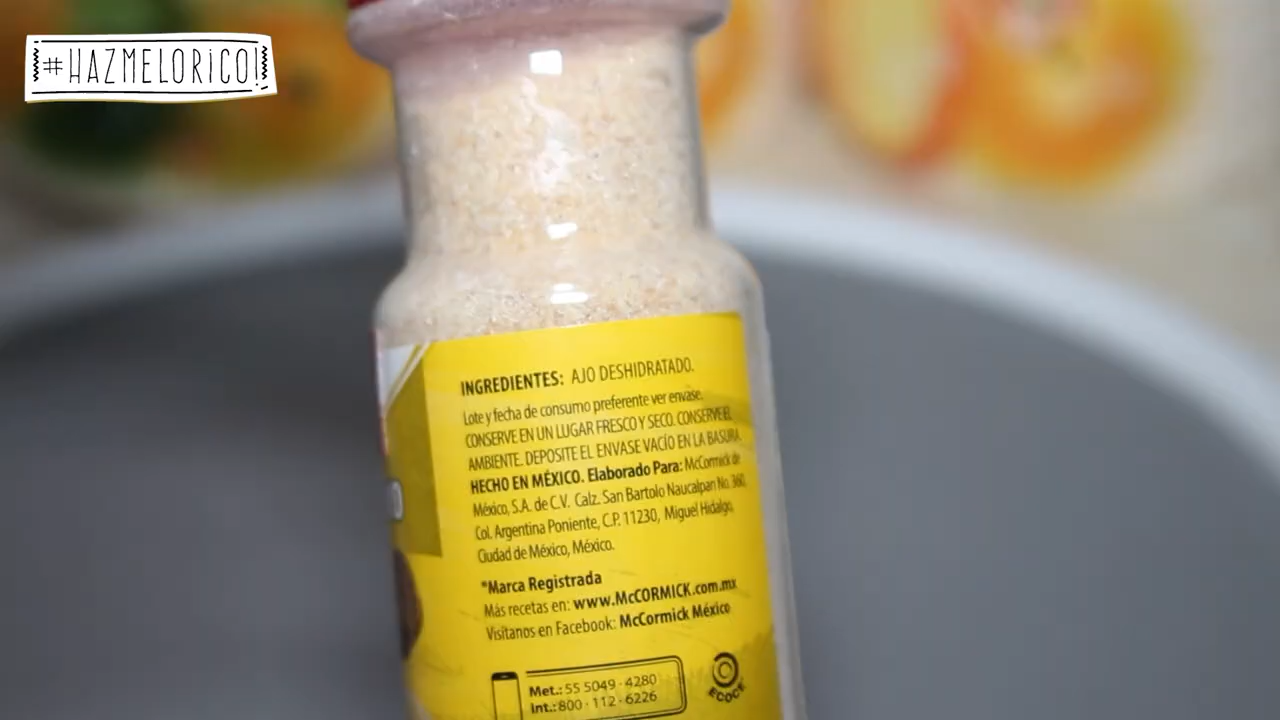 #HAZMELORICO!
INGREDIENTES: AJO DESHIDRATADO.
Lote y fecha de consumo preferente ver envase.
CONSERVE EN UN LUGAR FRESCO Y SECO. CONSERVE EL
AMBIENTE. DEPOSITE EL ENVASE VACÍO EN LA BASURA.
HECHO EN MÉXICO. Elaborado Para: McCormick de
México, S.A. de C.V. Calz. San Bartolo Naucalpan No. 360,
Col. Argentina Poniente, C.P. 11230, Miguel Hidalgo,
Ciudad de México, México.
*Marca Registrada
Más recetas en: www.McCORMICK.com.mx
Visítanos en Facebook: McCormick México
Met.: 55 5049 - 4280
Int.: 800 - 112 - 6226
ECOCE